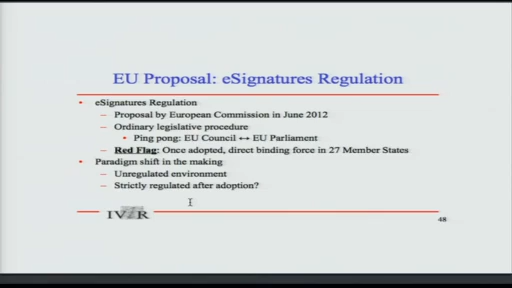 EU Proposal: eSignatures Regulation
• eSignatures Regulation
– Proposal by European Commission in June 2012
– Ordinary legislative procedure
• Ping pong: EU Council ↔ EU Parliament
– Red Flag: Once adopted, direct binding force in 27 Member States
• Paradigm shift in the making
– Unregulated environment
– Strictly regulated after adoption?
IViR
48